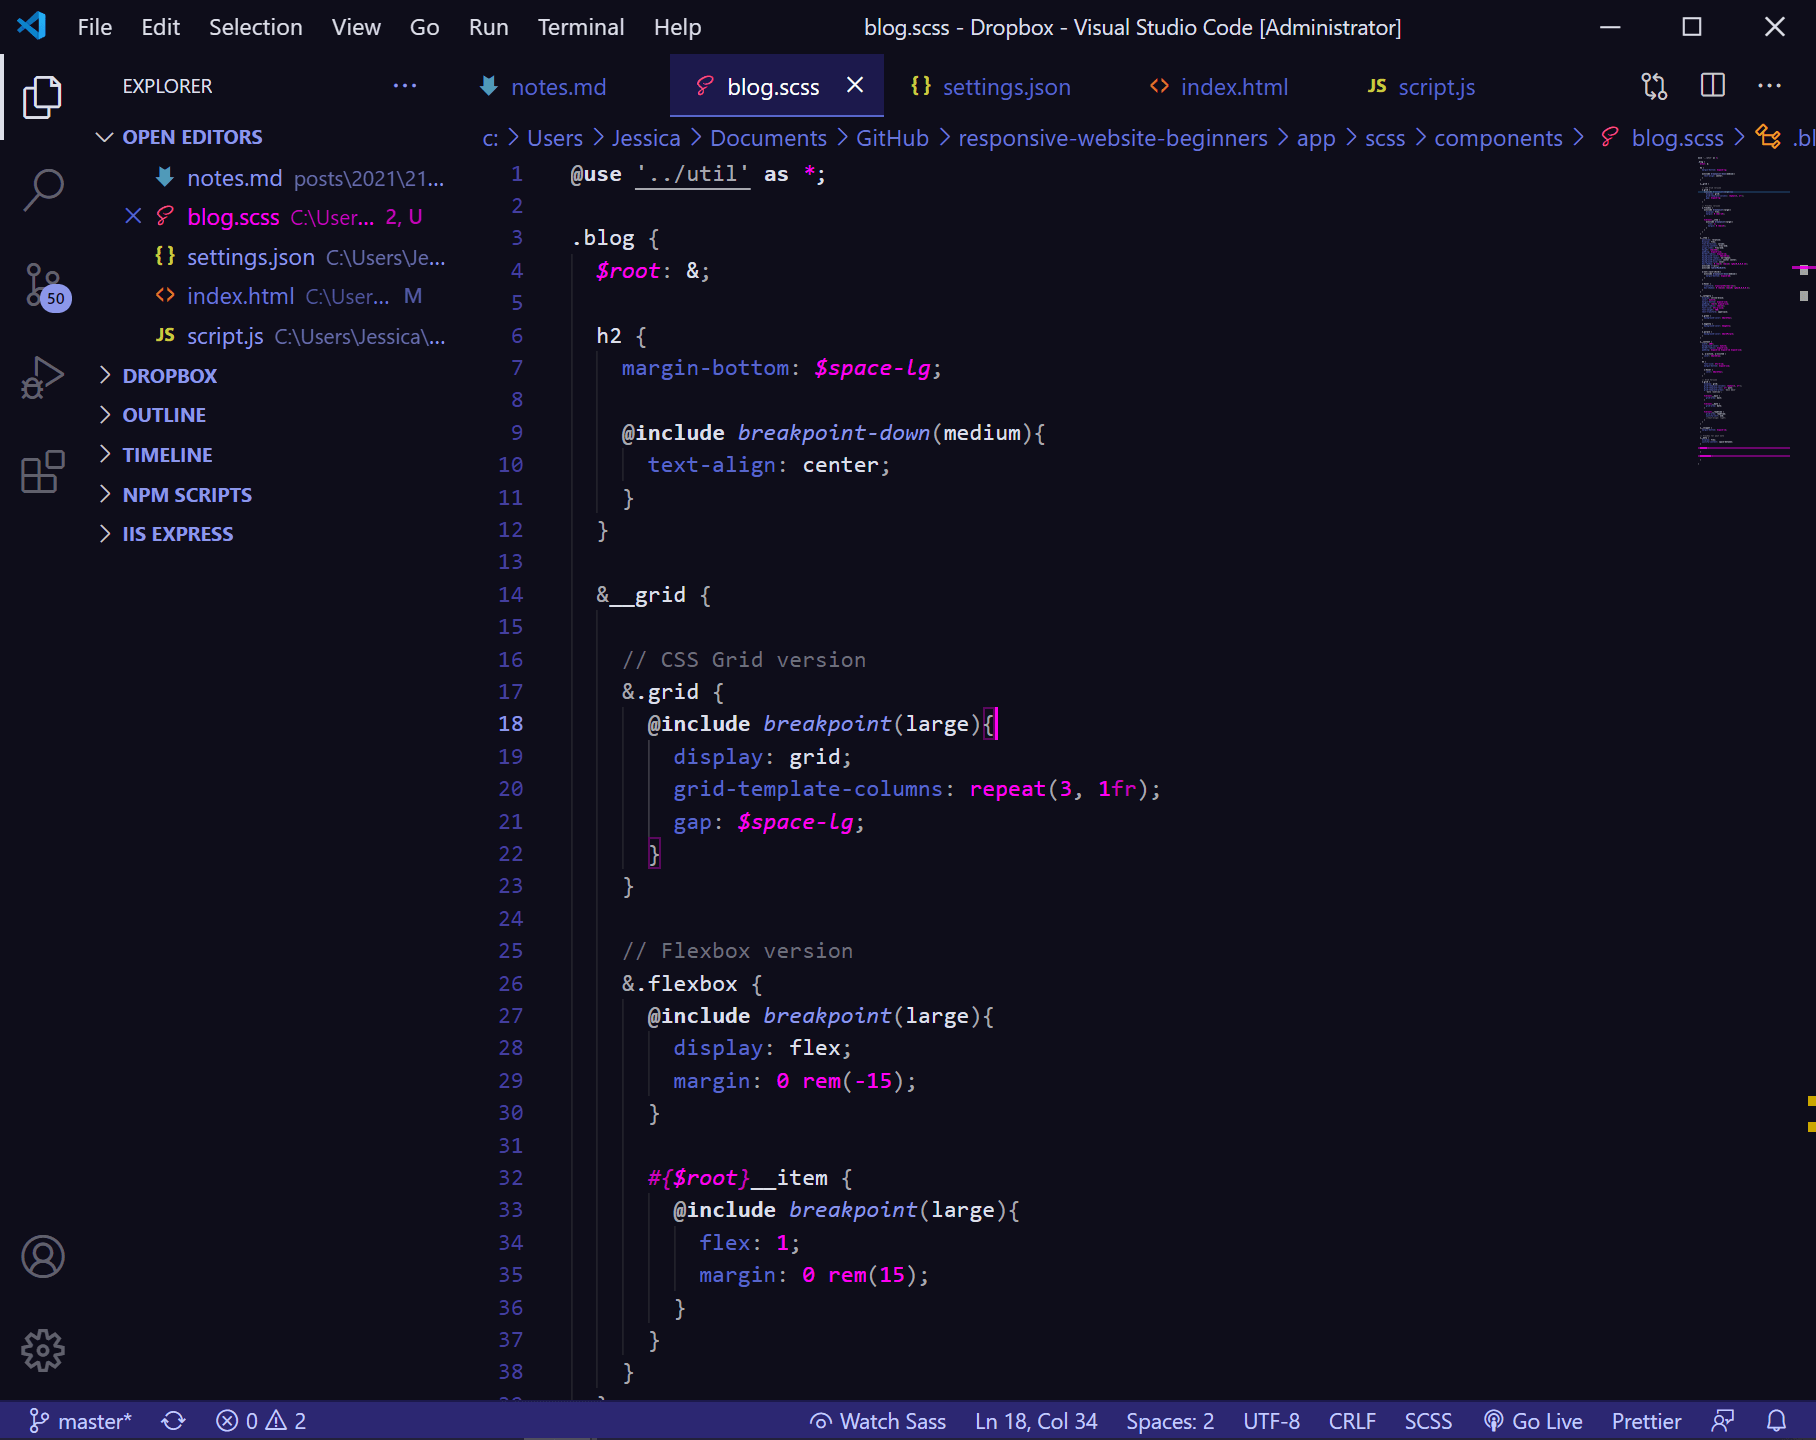 File Edit Selection View Go Run Terminal Help blog.scss - Dropbox - Visual Studio Code [Administrator]
EXPLORER
OPEN EDITORS
notes.md posts\2021\21...
blog.scss C:\User... 2, U
settings.json C:\Users\Je...
index.html C:\User... M
JS script.js C:\Users\Jessica\...
DROPBOX
OUTLINE
TIMELINE
NPM SCRIPTS
IIS EXPRESS
50
notes.md blog.scss {} settings.json <> index.html JS script.js
c: > Users > Jessica > Documents > GitHub > responsive-website-beginners > app > scss > components > blog.scss > .bl
1 @use '../util' as *;
2
3 .blog {
4 $root: &;
5
6 h2 {
7 margin-bottom: $space-lg;
8
9 @include breakpoint-down(medium){
10 text-align: center;
11 }
12 }
13
14 &__grid {
15
16 // CSS Grid version
17 &.grid {
18 @include breakpoint(large){
19 display: grid;
20 grid-template-columns: repeat(3, 1fr);
21 gap: $space-lg;
22 }
23 }
24
25 // Flexbox version
26 &.flexbox {
27 @include breakpoint(large){
28 display: flex;
29 margin: 0 rem(-15);
30 }
31
32 #{$root}__item {
33 @include breakpoint(large){
34 flex: 1;
35 margin: 0 rem(15);
36 }
37 }
38 }
master* 0 2 Watch Sass Ln 18, Col 34 Spaces: 2 UTF-8 CRLF SCSS Go Live Prettier